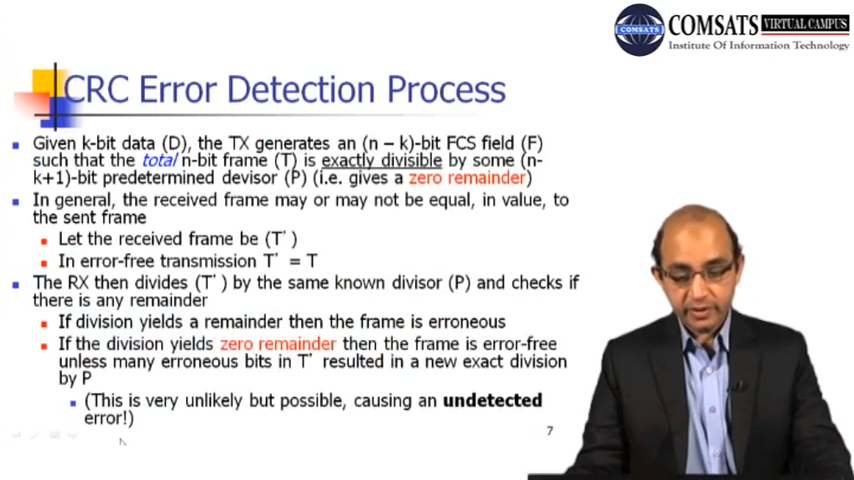 COMSATS VIRTUAL CAMPUS
COMSATS
Institute Of Information Technology
CRC Error Detection Process
Given k-bit data (D), the TX generates an (n – k)-bit FCS field (F)
such that the total n-bit frame (T) is exactly divisible by some (n-
k+1)-bit predetermined devisor (P) (i.e. gives a zero remainder)
In general, the received frame may or may not be equal, in value, to
the sent frame
Let the received frame be (T')
In error-free transmission T' = T
The RX then divides (T') by the same known divisor (P) and checks if
there is any remainder
If division yields a remainder then the frame is erroneous
If the division yields zero remainder then the frame is error-free
unless many erroneous bits in T' resulted in a new exact division
by P
(This is very unlikely but possible, causing an undetected
error!)
7